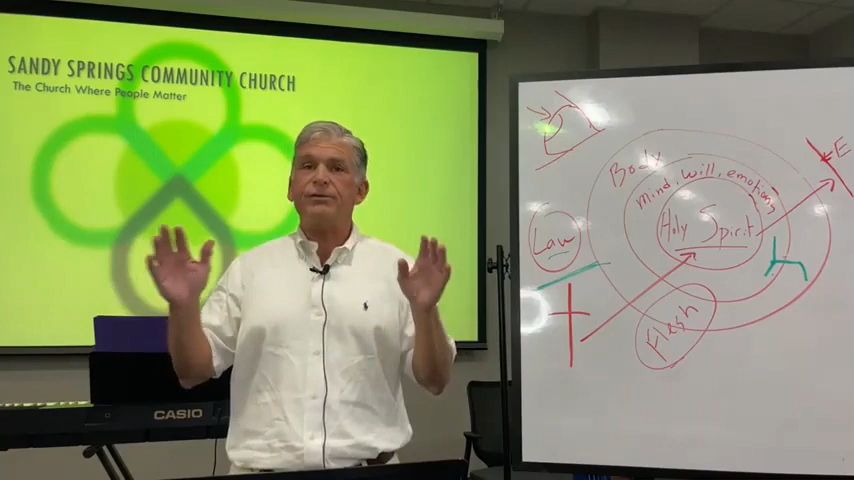 SANDY SPRINGS COMMUNITY CHURCH
The Church Where People Matter
CASIO
Body
Mind, will, emotions
Holy Spirit
Law
Flesh
E